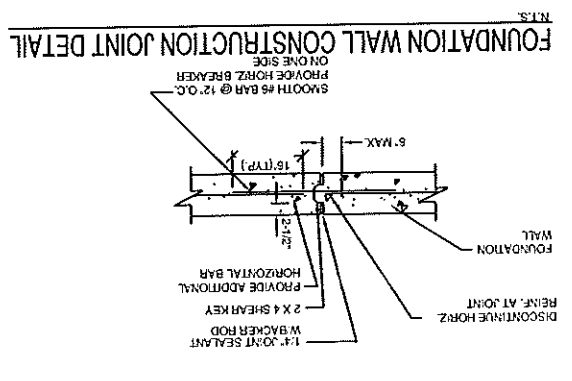 1/4" JOINT SEALANT
W/BACKER ROD
2 X 4 SHEAR KEY
PROVIDE ADDITIONAL
HORIZONTAL BAR
DISCONTINUE HORIZ.
REINF. AT JOINT
FOUNDATION
WALL
2-1/2"
6" MAX.
16"(TYP.)
SMOOTH #6 BAR @ 12" O.C.
PROVIDE HORIZ. BREAKER
ON ONE SIDE
FOUNDATION WALL CONSTRUCTION JOINT DETAIL
N.T.S.